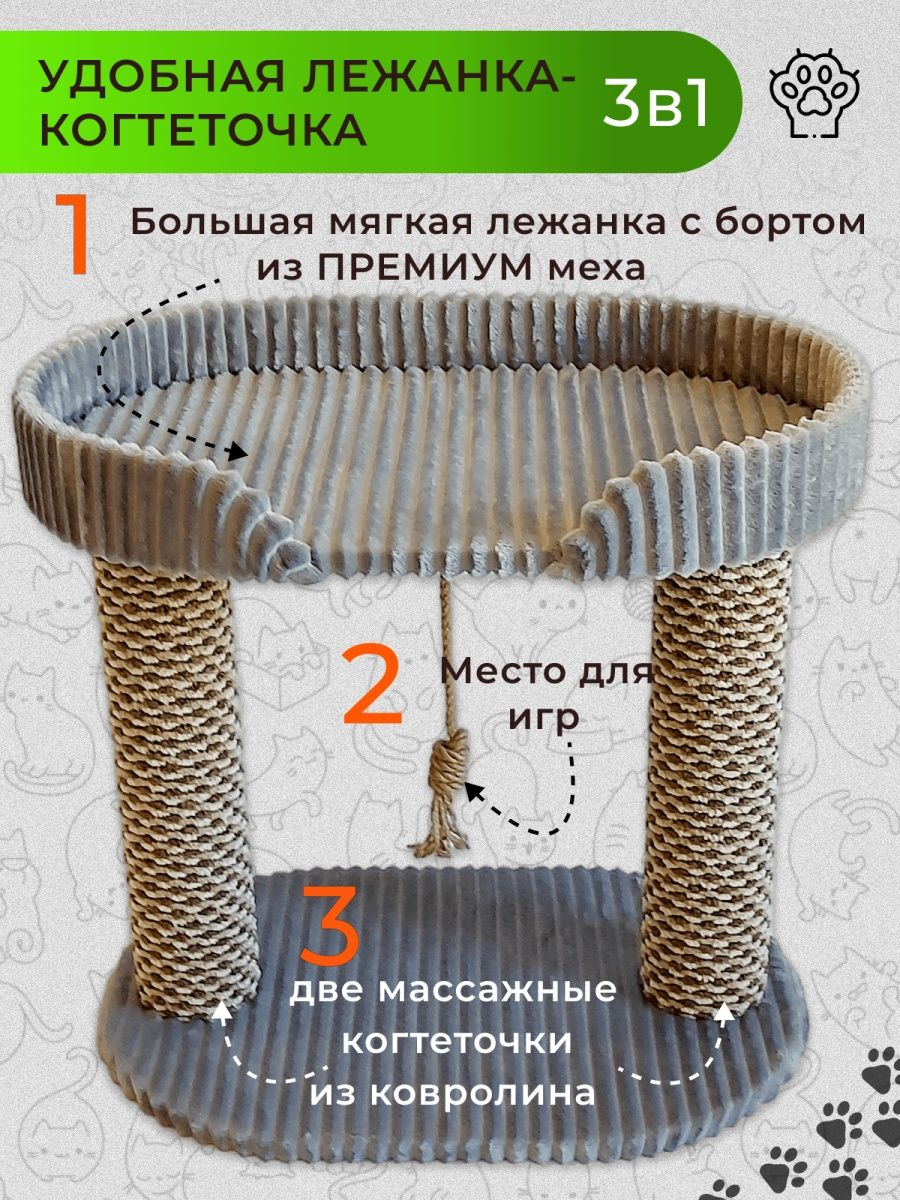 УДОБНАЯ ЛЕЖАНКА-
КОГТЕТОЧКА
3в1
1
Большая мягкая лежанка с бортом
из ПРЕМИУМ меха
2
Место для
игр
3
две массажные
когтеточки
из ковролина